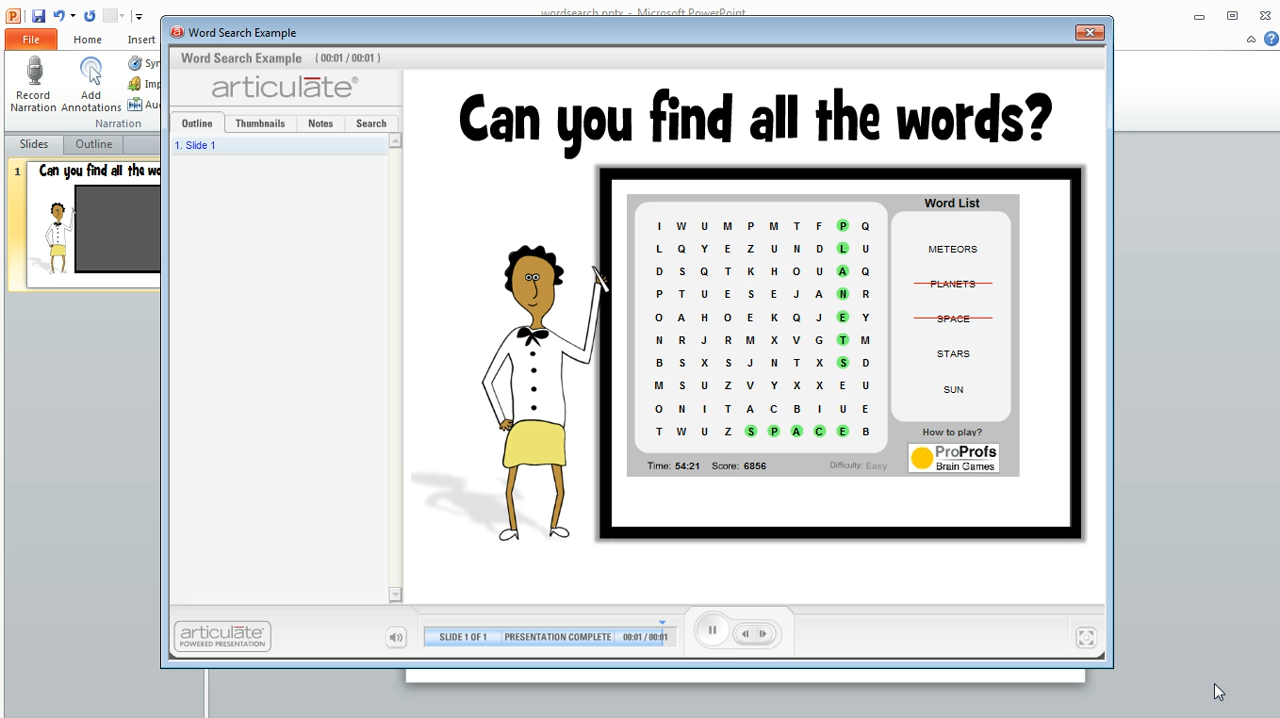 wordsearch.pptx - Microsoft PowerPoint
Word Search Example
File Home Insert
Word Search Example (00:01 / 00:01)
articulate®
Record Narration
Add Annotations
Narration
Outline Thumbnails Notes Search
Slides Outline
1. Slide 1
1
Can you find all the
Can you find all the words?
Word List
I W U M P M T F P Q
L Q Y E Z U N D L U
D S Q T K H O U A Q
P T U E S E J A N R
O A H O E K Q J E Y
N R J R M X V G T M
B S X S J N T X S D
M S U Z V Y X X E U
O N I T A C B I U E
T W U Z S P A C E B
METEORS
PLANETS
SPACE
STARS
SUN
How to play?
ProProfs
Brain Games
Time: 54:21 Score: 6856 Difficulty: Easy
articulate®
POWERED PRESENTATION
SLIDE 1 OF 1 PRESENTATION COMPLETE 00:01 / 00:01